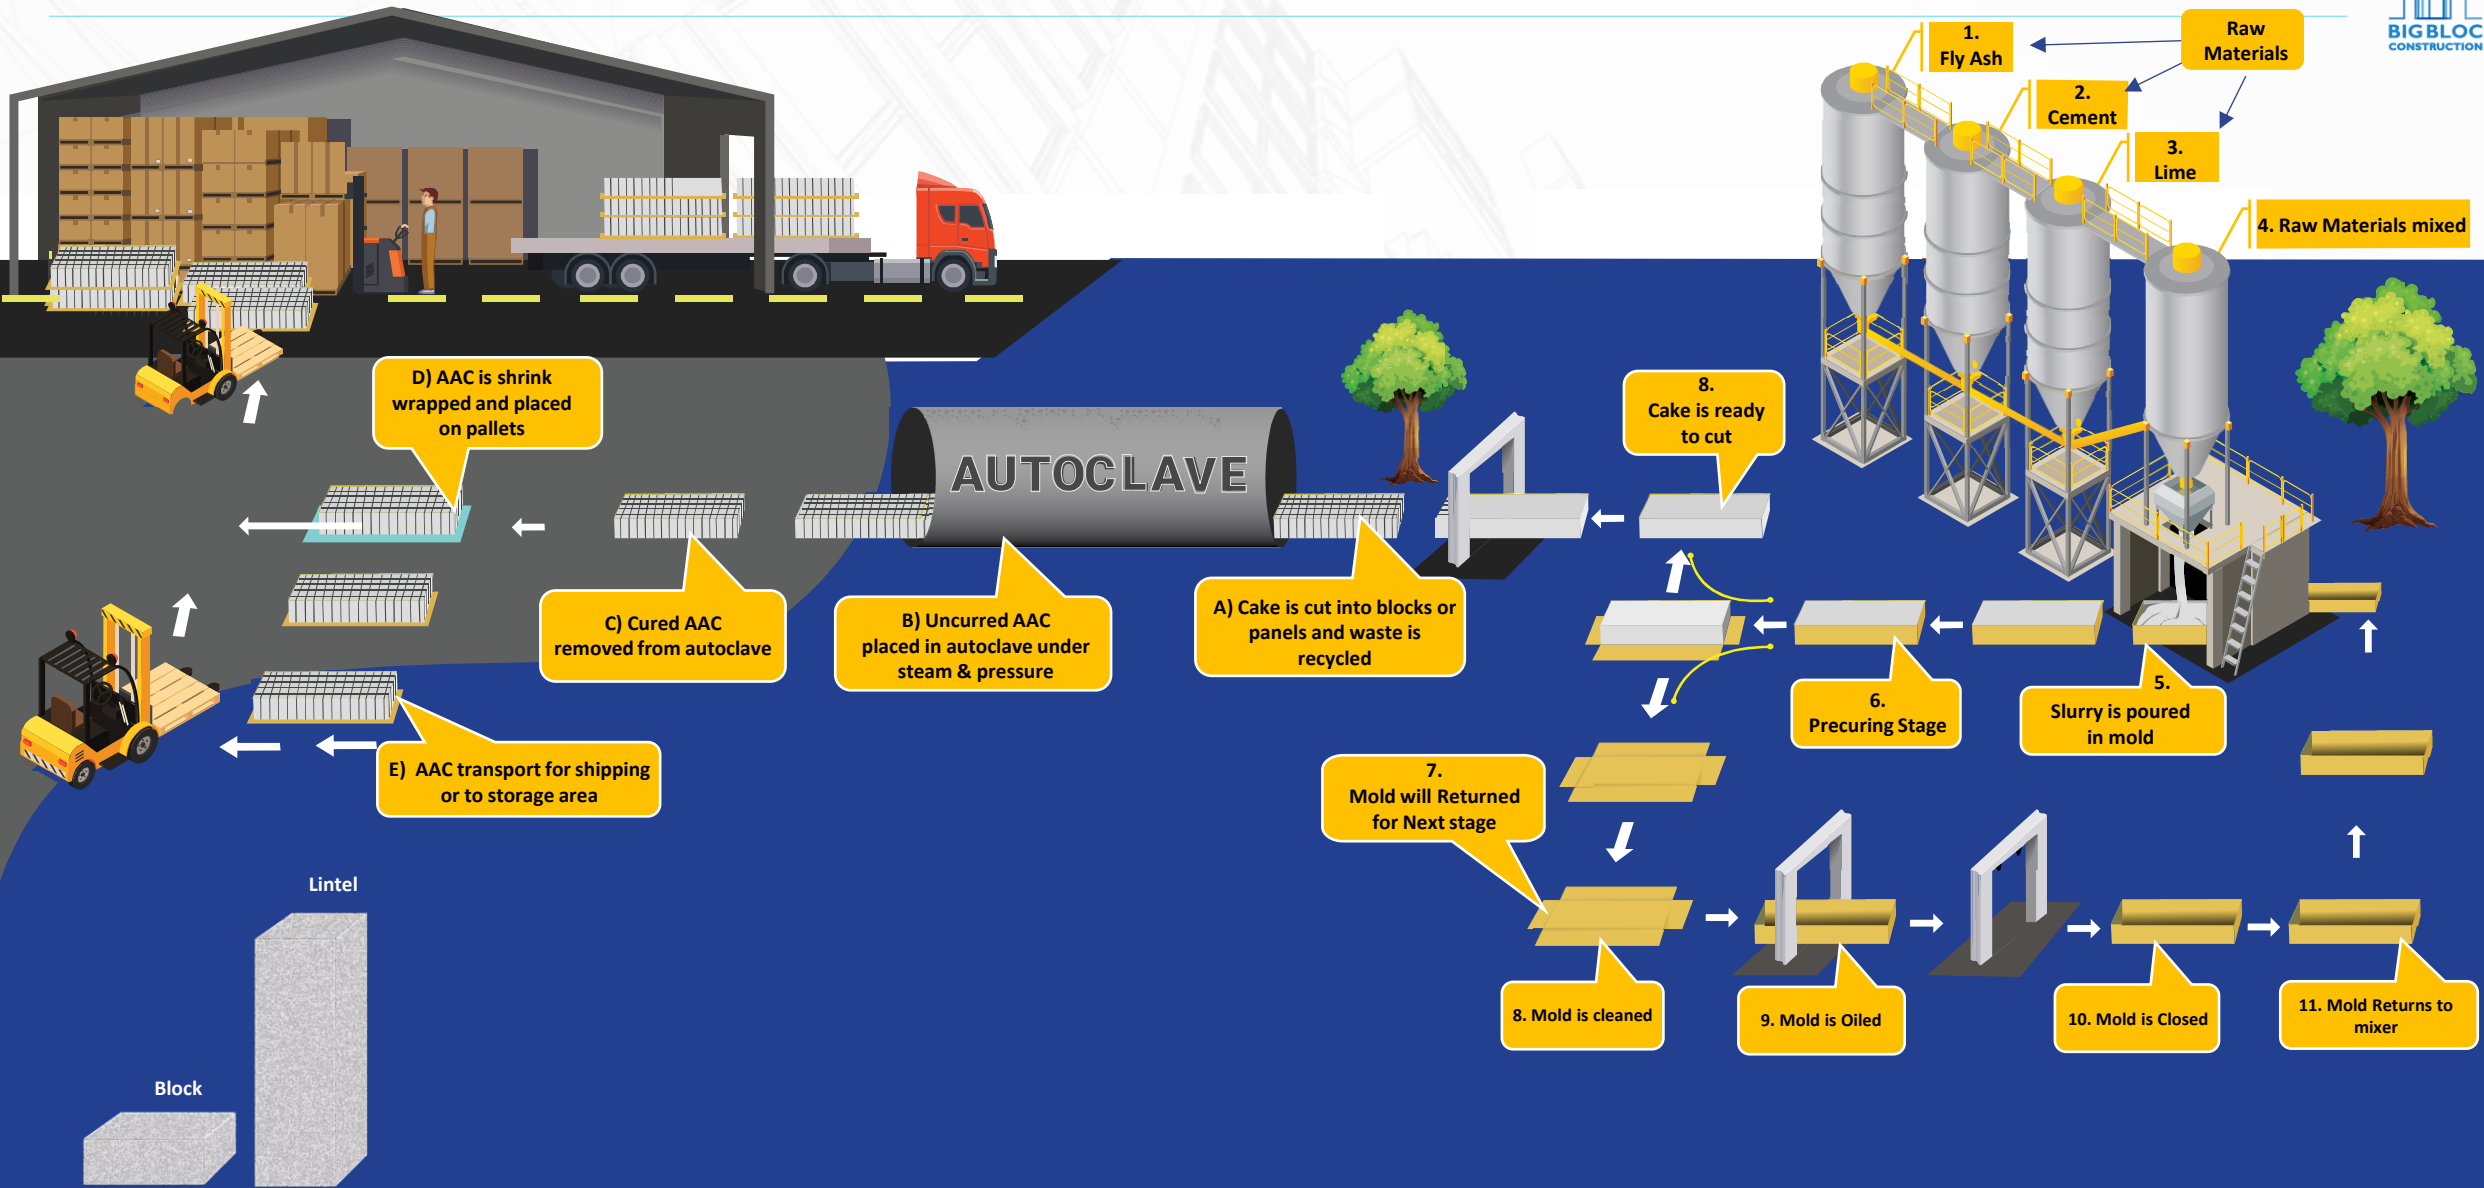 BIGBLOC
CONSTRUCTION
Raw
Materials
1.
Fly Ash
2.
Cement
3.
Lime
4. Raw Materials mixed
5.
Slurry is poured
in mold
6.
Precuring Stage
7.
Mold will Returned
for Next stage
8.
Cake is ready
to cut
8. Mold is cleaned
9. Mold is Oiled
10. Mold is Closed
11. Mold Returns to
mixer
A) Cake is cut into blocks or
panels and waste is
recycled
AUTOCLAVE
B) Uncurred AAC
placed in autoclave under
steam & pressure
C) Cured AAC
removed from autoclave
D) AAC is shrink
wrapped and placed
on pallets
E) AAC transport for shipping
or to storage area
Lintel
Block